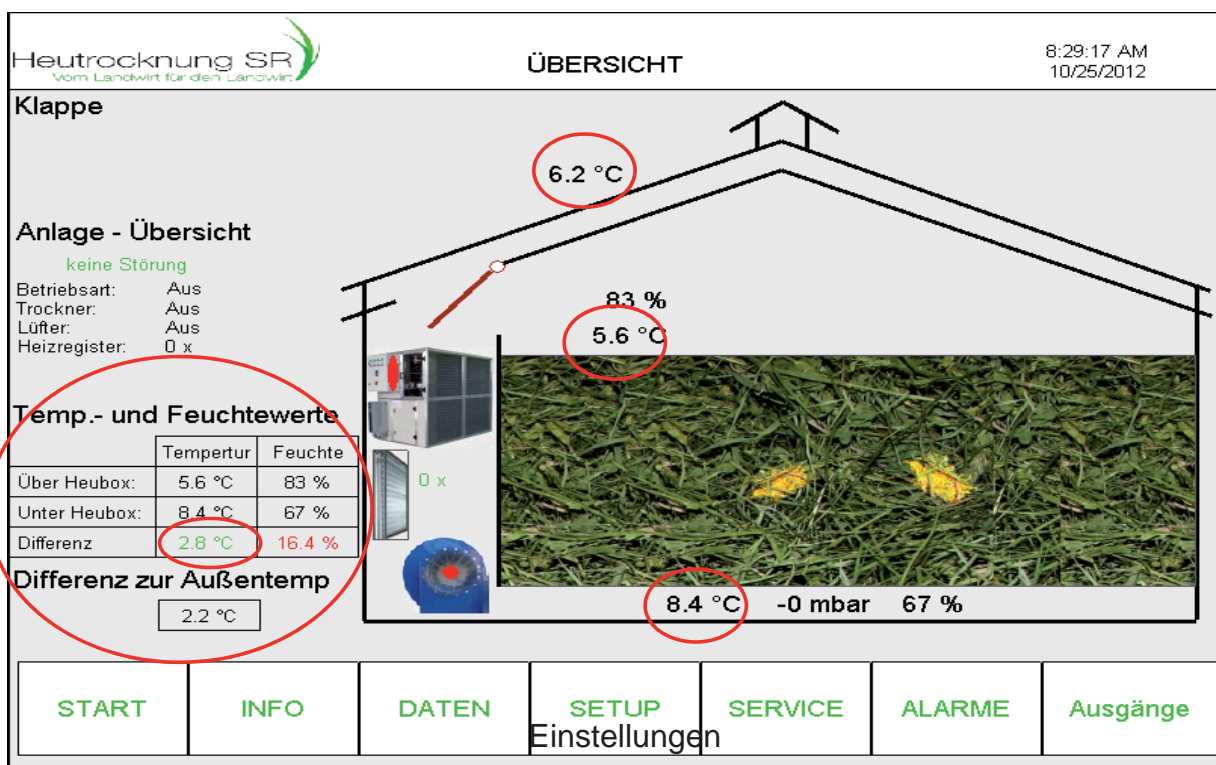 Heutrocknung SR
Vom Landwirt für den Landwirt
ÜBERSICHT
8:29:17 AM
10/25/2012
Klappe
6.2 °C
Anlage - Übersicht
keine Störung
Betriebsart: Aus
Trockner: Aus
Lüfter: Aus
Heizregister: 0 x
83 %
5.6 °C
Temp.- und Feuchtewerte
Tempertur Feuchte
Über Heubox: 5.6 °C 83 %
Unter Heubox: 8.4 °C 67 %
Differenz 2.8 °C 16.4 %
0 x
Differenz zur Außentemp
2.2 °C
8.4 °C -0 mbar 67 %
START INFO DATEN SETUP SERVICE ALARME Ausgänge
Einstellungen